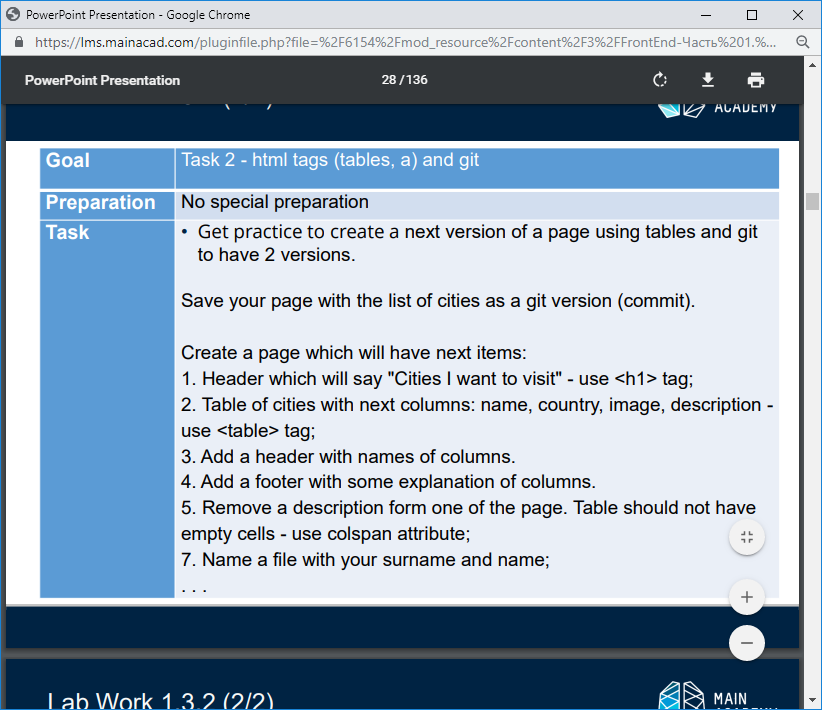 PowerPoint Presentation - Google Chrome
https://lms.mainacad.com/pluginfile.php?file=%2F6154%2Fmod_resource%2Fcontent%2F3%2FFrontEnd-Часть%201.%...
PowerPoint Presentation
28 / 136
ACADEMY
Goal
Task 2 - html tags (tables, a) and git
Preparation
No special preparation
Task
• Get practice to create a next version of a page using tables and git
to have 2 versions.
Save your page with the list of cities as a git version (commit).
Create a page which will have next items:
1. Header which will say "Cities I want to visit" - use <h1> tag;
2. Table of cities with next columns: name, country, image, description -
use <table> tag;
3. Add a header with names of columns.
4. Add a footer with some explanation of columns.
5. Remove a description form one of the page. Table should not have
empty cells - use colspan attribute;
7. Name a file with your surname and name;
. . .
Lab Work 1.3.2 (2/2)
MAIN
ACADEMY